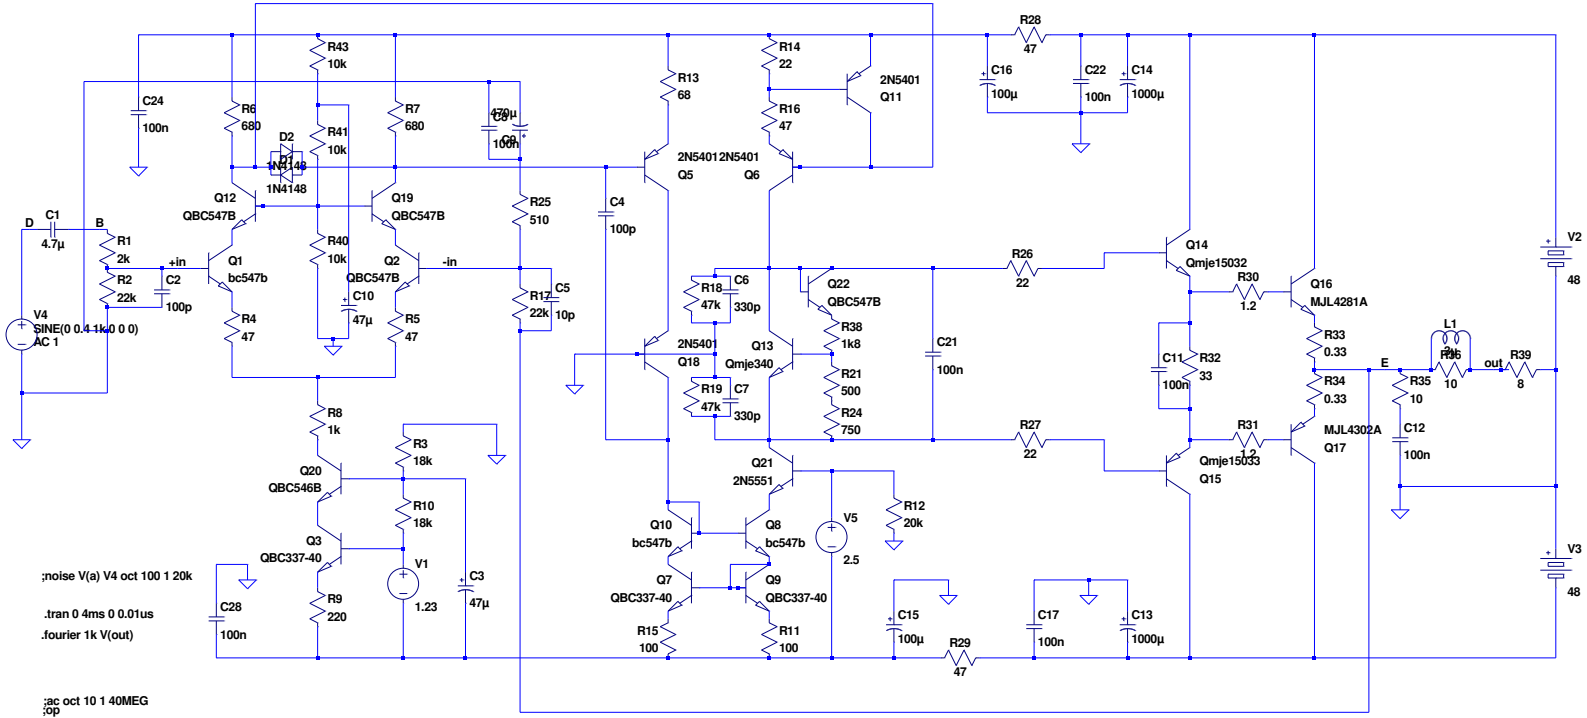 R28
47
R43
10k
R14
22
C16
100µ
C22
100n
C14
1000µ
R13
68
2N5401
Q11
C24
100n
R6
680
R7
680
470µ
C8
100n
C9
R16
47
D2
R41
10k
D1
1N4148
1N4148
2N5401
Q5
2N5401
Q6
Q12
QBC547B
Q19
QBC547B
R25
510
C4
100p
D
C1
4.7µ
B
R1
2k
R40
10k
V2
48
Q14
Qmje15032
R26
22
+in
Q1
bc547b
Q2
QBC547B
-in
R2
22k
C2
100p
R17
22k
C5
10p
R18
47k
C6
330p
Q22
QBC547B
R30
1.2
Q16
MJL4281A
C10
47µ
V4
SINE(0 0.4 1k 0 0 0)
AC 1
R4
47
R5
47
R38
1k8
L1
R33
0.33
2N5401
Q18
Q13
Qmje340
C21
100n
C11
100n
R32
33
E
R36
10
out
R39
8
R19
47k
C7
330p
R21
500
R34
0.33
R35
10
R24
750
R8
1k
R3
18k
R27
22
R31
1.2
MJL4302A
Q17
C12
100n
Q20
QBC546B
Q21
2N5551
Qmje15033
Q15
R10
18k
R12
20k
Q10
bc547b
Q8
bc547b
V5
2.5
Q3
QBC337-40
V1
1.23
V3
48
;noise V(a) V4 oct 100 1 20k
C3
47µ
Q7
QBC337-40
Q9
QBC337-40
.tran 0 4ms 0 0.01us
.fourier 1k V(out)
C28
100n
R9
220
R15
100
R11
100
C15
100µ
R29
47
C17
100n
C13
1000µ
;ac oct 10 1 40MEG
;op